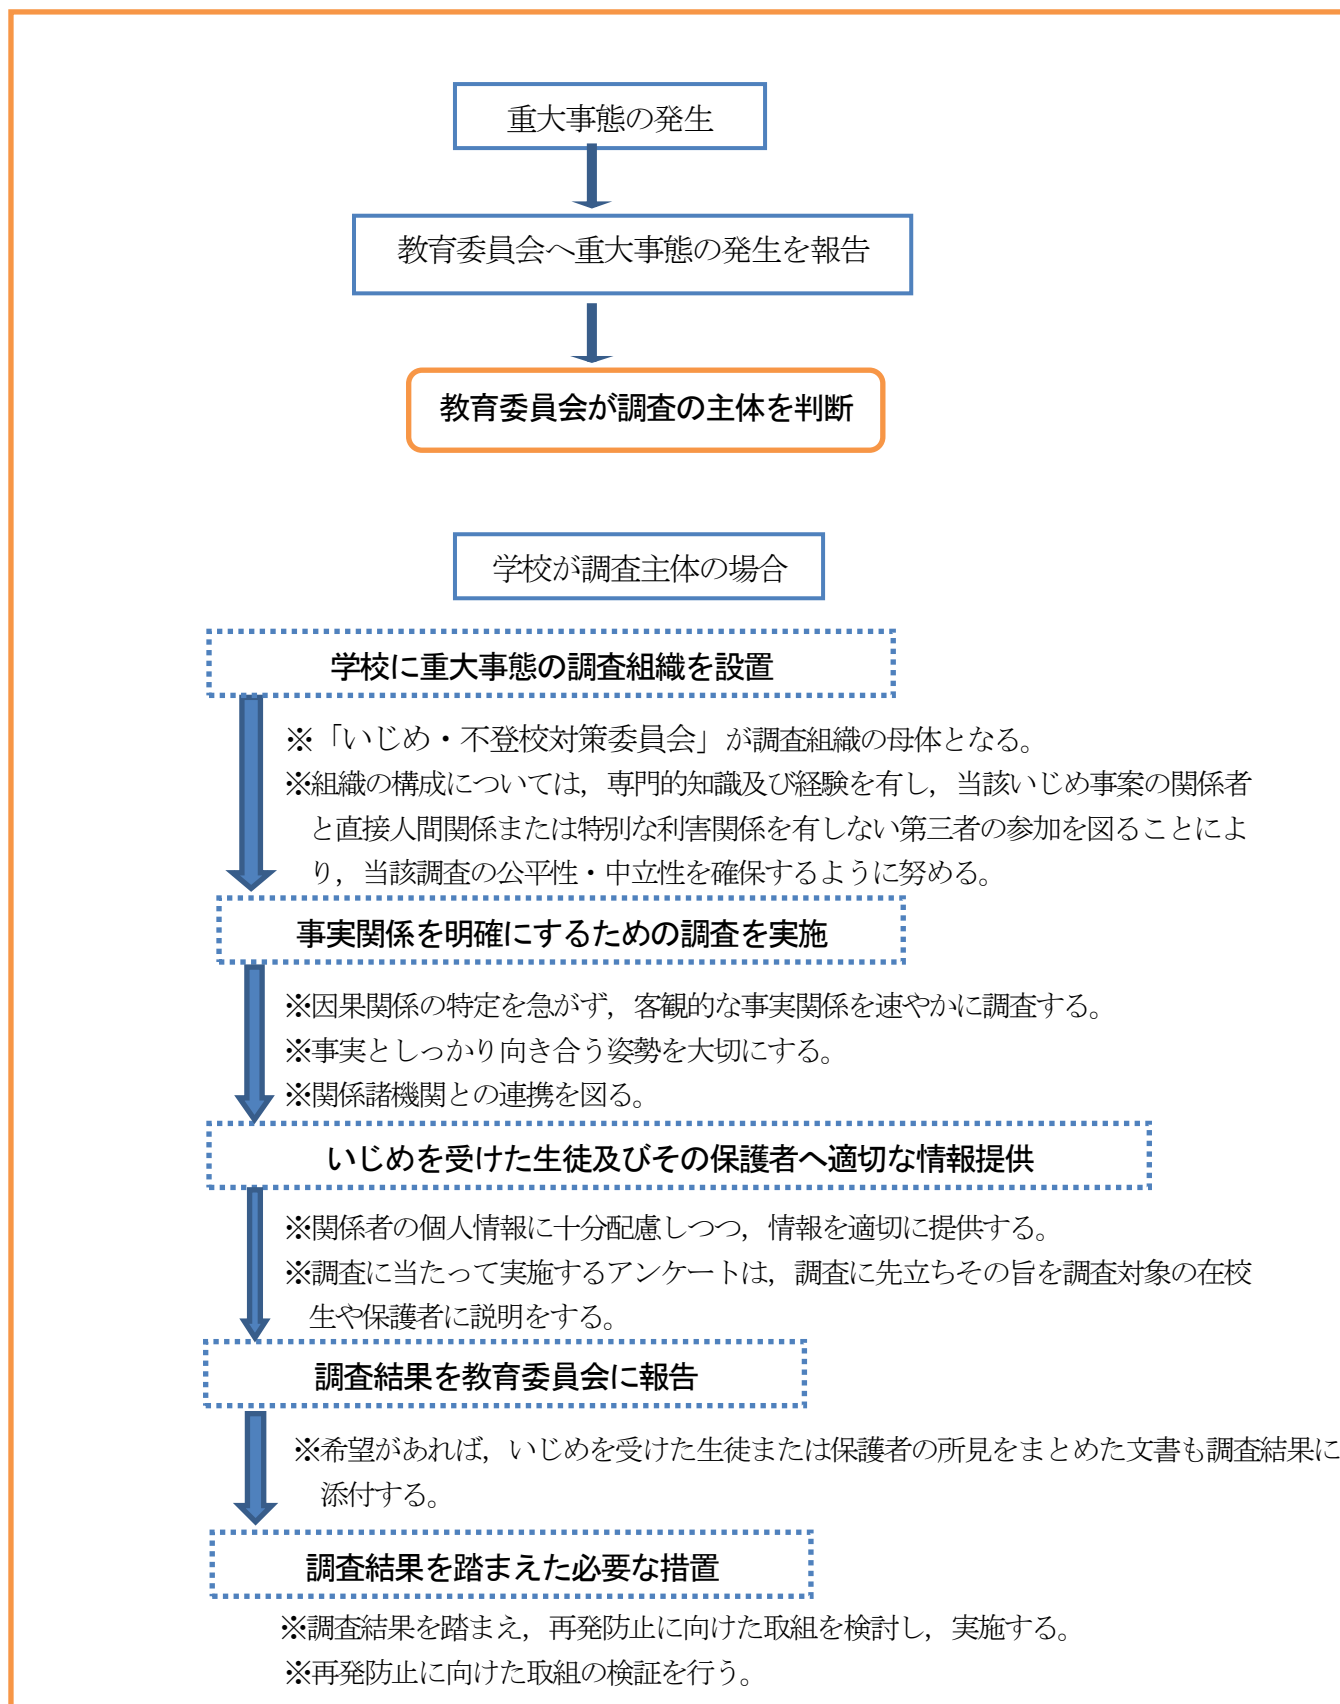 重大事態の発生
教育委員会へ重大事態の発生を報告
教育委員会が調査の主体を判断
学校が調査主体の場合
学校に重大事態の調査組織を設置
※「いじめ・不登校対策委員会」が調査組織の母体となる。
※組織の構成については，専門的知識及び経験を有し，当該いじめ事案の関係者
と直接人間関係または特別な利害関係を有しない第三者の参加を図ることによ
り，当該調査の公平性・中立性を確保するように努める。
事実関係を明確にするための調査を実施
※因果関係の特定を急がず，客観的な事実関係を速やかに調査する。
※事実としっかり向き合う姿勢を大切にする。
※関係諸機関との連携を図る。
いじめを受けた生徒及びその保護者へ適切な情報提供
※関係者の個人情報に十分配慮しつつ，情報を適切に提供する。
※調査に当たって実施するアンケートは，調査に先立ちその旨を調査対象の在校
生や保護者に説明をする。
調査結果を教育委員会に報告
※希望があれば，いじめを受けた生徒または保護者の所見をまとめた文書も調査結果に
添付する。
調査結果を踏まえた必要な措置
※調査結果を踏まえ，再発防止に向けた取組を検討し，実施する。
※再発防止に向けた取組の検証を行う。